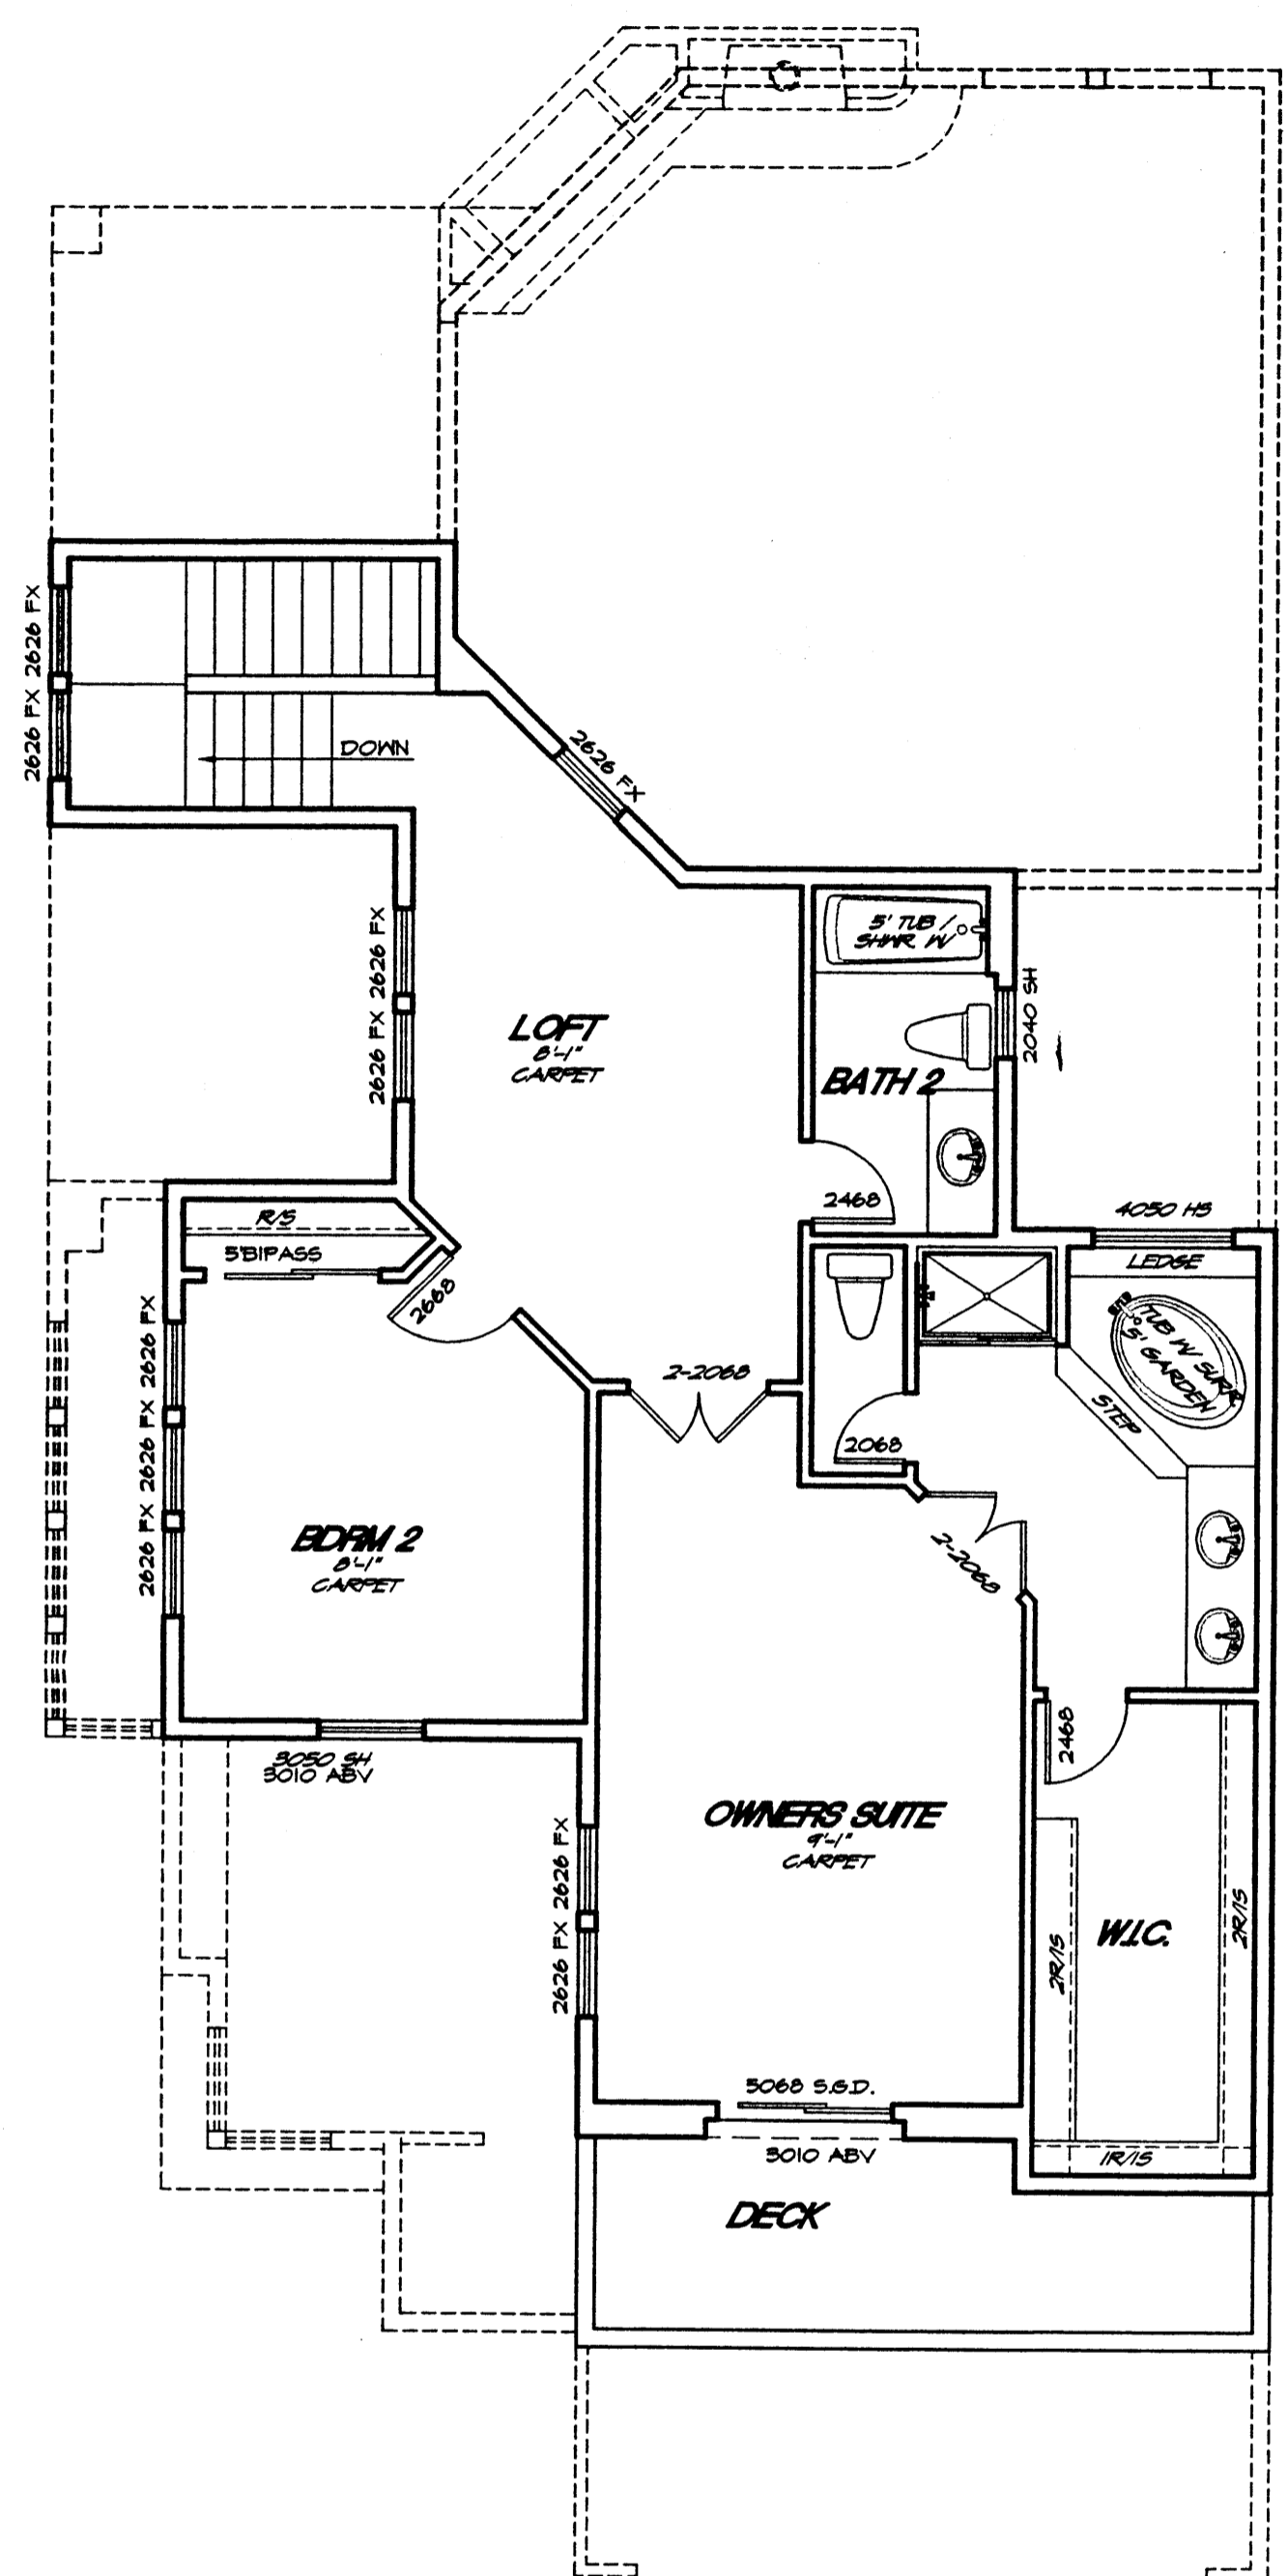 2626 FX 2626 FX
DOWN
2626 FX
2626 FX 2626 FX
LOFT
8'-1"
CARPET
5' TUB /
SHWR W/
2040 SH
BATH 2
2468
4050 HS
LEDGE
R/S
5'BIPASS
2668
TUB W/ SURR.
5' GARDEN
STEP
2-2068
2068
2626 FX 2626 FX 2626 FX
BDRM 2
8'-1"
CARPET
2-2068
2468
3050 SH
3010 ABV
OWNERS SUITE
9'-1"
CARPET
2626 FX 2626 FX
W.I.C.
2R/1S
2R/1S
5068 S.G.D.
3010 ABV
1R/1S
DECK